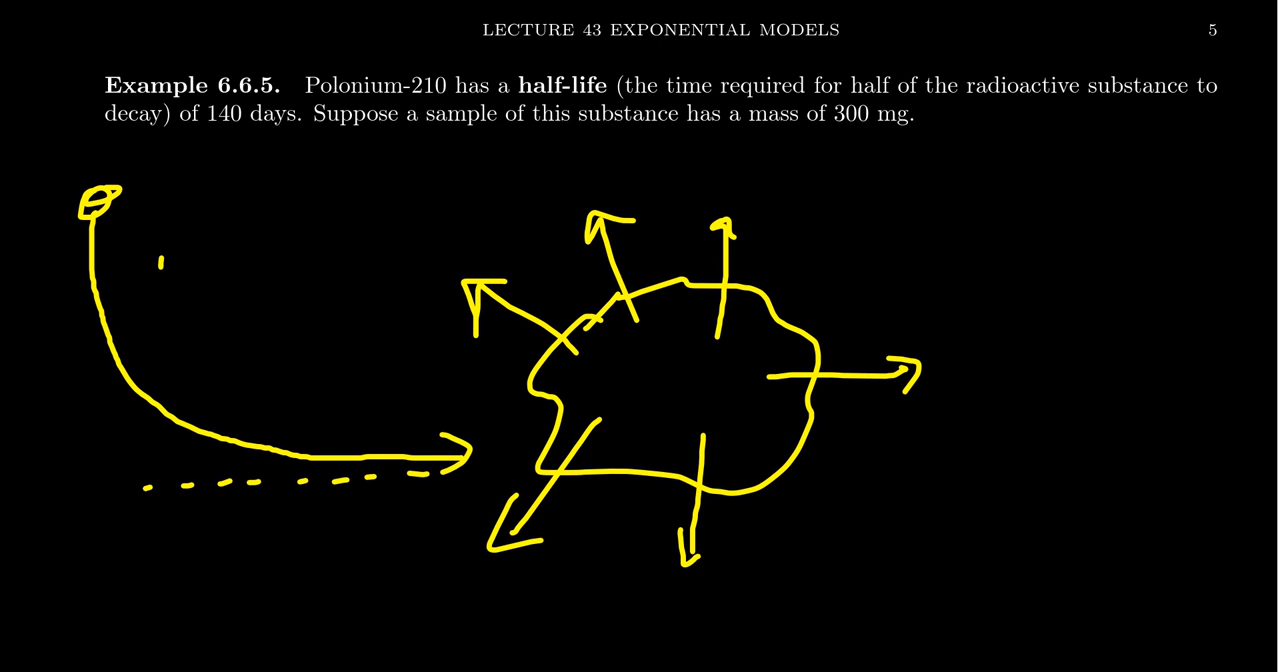 LECTURE 43 EXPONENTIAL MODELS 5
Example 6.6.5. Polonium-210 has a half-life (the time required for half of the radioactive substance to
decay) of 140 days. Suppose a sample of this substance has a mass of 300 mg.